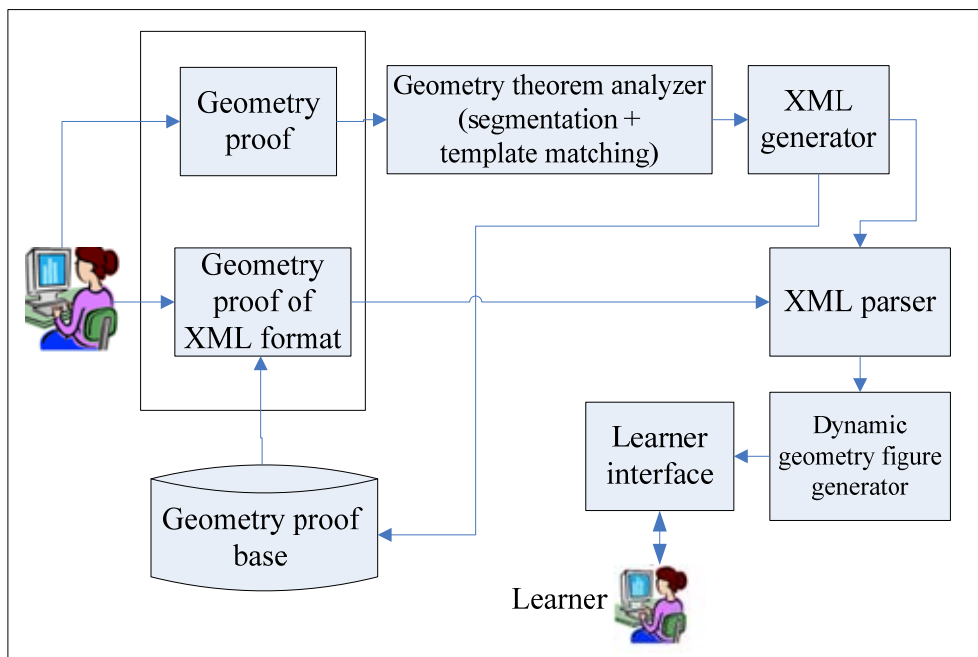 Geometry
proof
Geometry theorem analyzer
(segmentation +
template matching)
XML
generator
Geometry
proof of
XML format
XML parser
Learner
interface
Dynamic
geometry figure
generator
Geometry proof
base
Learner